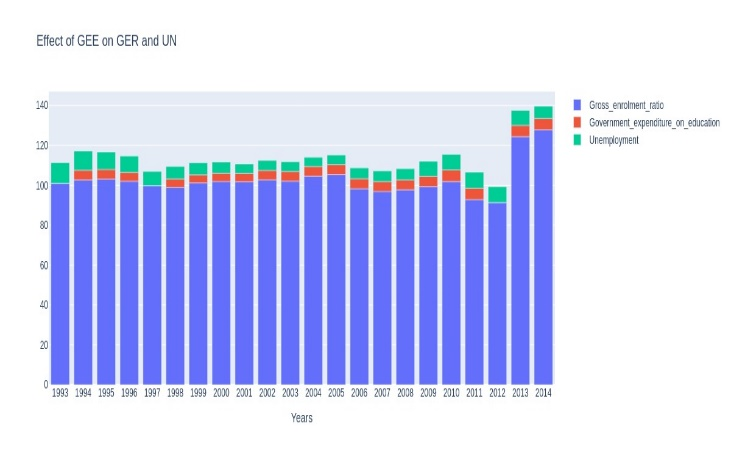 Effect of GEE on GER and UN
140
120
100
80
60
40
20
0
1993 1994 1995 1996 1997 1998 1999 2000 2001 2002 2003 2004 2005 2006 2007 2008 2009 2010 2011 2012 2013 2014
Years
Gross_enrolment_ratio
Government_expenditure_on_education
Unemployment